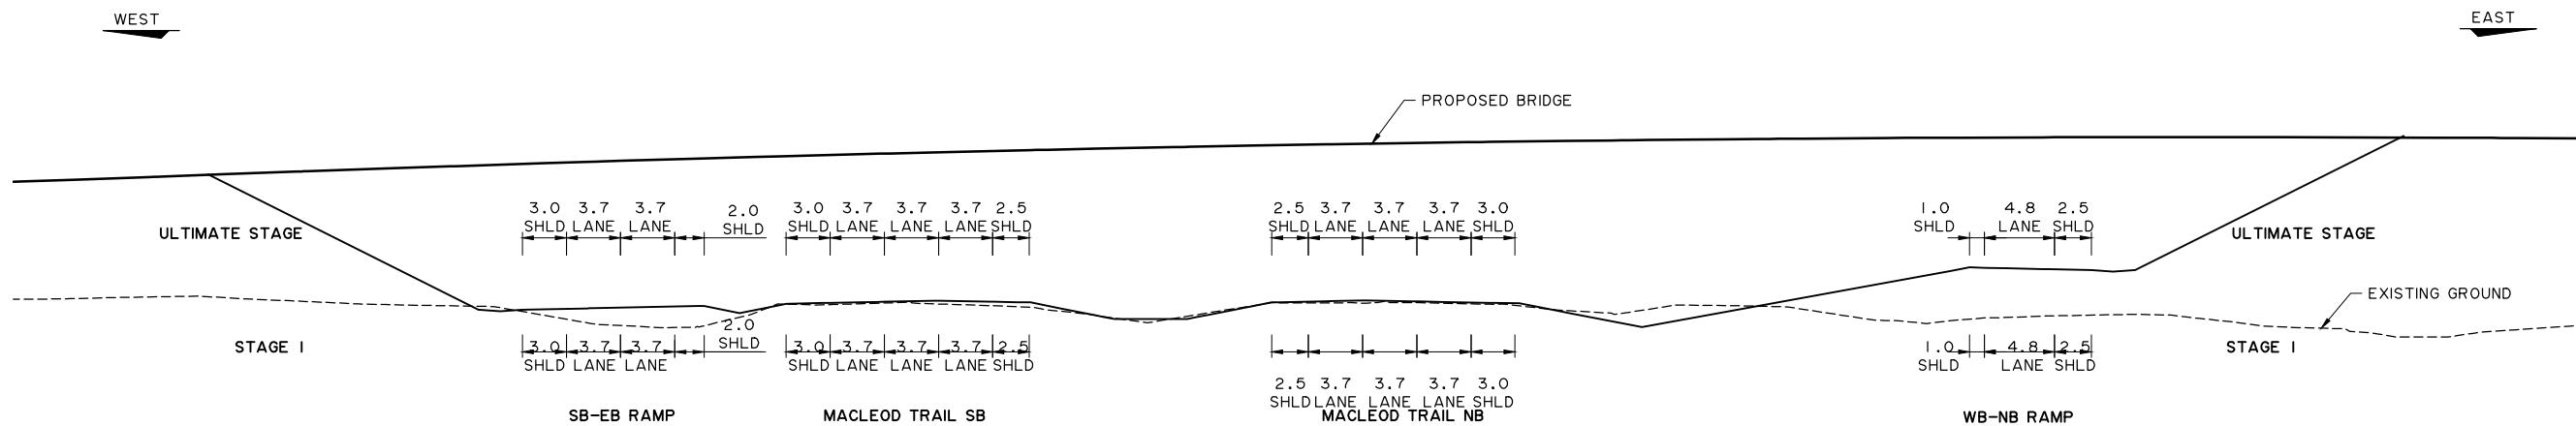 WEST
EAST
PROPOSED BRIDGE
3.0 3.7 3.7 2.0 3.0 3.7 3.7 3.7 2.5 2.5 3.7 3.7 3.7 3.0 1.0 4.8 2.5
SHLD LANE LANE SHLD SHLD LANE LANE LANE SHLD SHLD LANE LANE LANE SHLD SHLD LANE SHLD
ULTIMATE STAGE ULTIMATE STAGE
EXISTING GROUND
2.0
SHLD
STAGE 1 3.0 3.7 3.7 3.0 3.7 3.7 3.7 2.5 1.0 4.8 2.5 STAGE 1
SHLD LANE LANE SHLD LANE LANE LANE SHLD SHLD LANE SHLD
2.5 3.7 3.7 3.7 3.0
SHLD LANE LANE LANE SHLD
SB-EB RAMP MACLEOD TRAIL SB MACLEOD TRAIL NB WB-NB RAMP